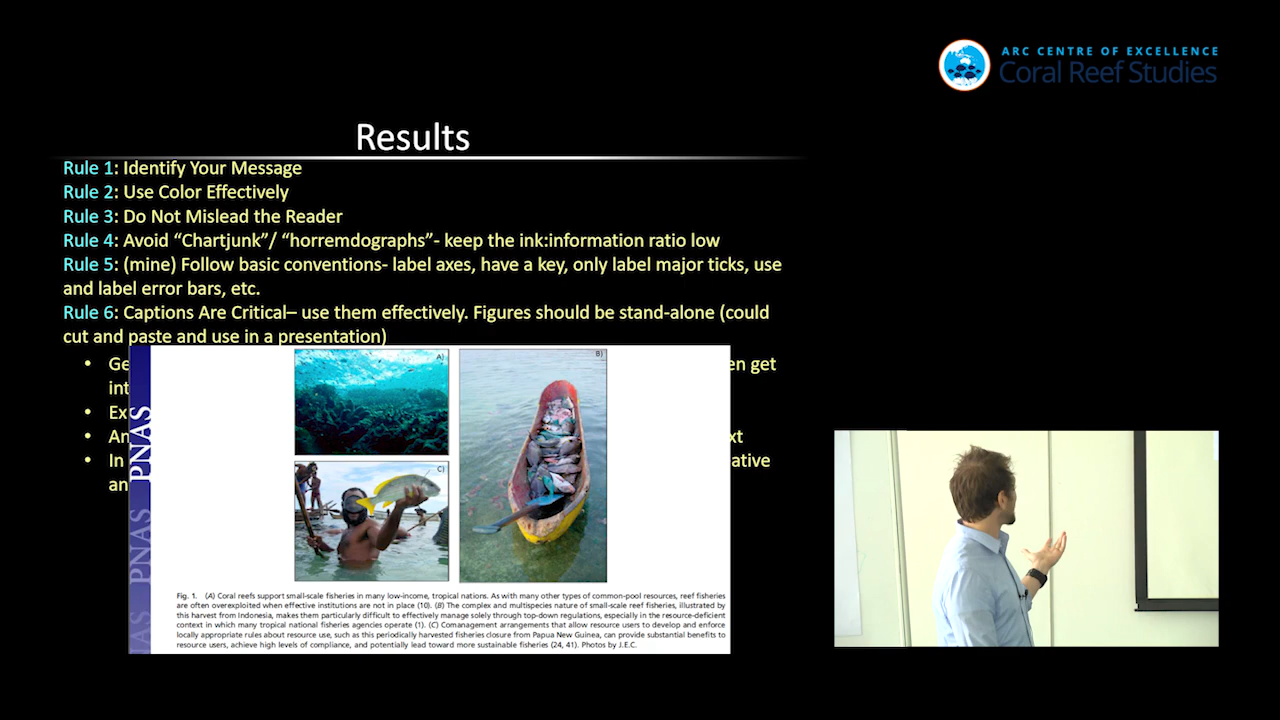 ARC CENTRE OF EXCELLENCE
Coral Reef Studies
Results
Rule 1: Identify Your Message
Rule 2: Use Color Effectively
Rule 3: Do Not Mislead the Reader
Rule 4: Avoid “Chartjunk”/ “horremdographs”- keep the ink:information ratio low
Rule 5: (mine) Follow basic conventions- label axes, have a key, only label major ticks, use
and label error bars, etc.
Rule 6: Captions Are Critical– use them effectively. Figures should be stand-alone (could
cut and paste and use in a presentation)
get
In
A)
B)
C)
PNAS
PNAS
Fig. 1. (A) Coral reefs support small-scale fisheries in many low-income, tropical nations. As with many other types of common-pool resources, reef fisheries
are often overexploited when effective institutions are not in place (10). (B) The complex and multispecies nature of small-scale reef fisheries, illustrated by
this harvest from Indonesia, makes them particularly difficult to effectively manage solely through top-down regulations, especially in the resource-deficient
context in which many tropical national fisheries agencies operate (1). (C) Comanagement arrangements that allow resource users to develop and enforce
locally appropriate rules about resource use, such as this periodically harvested fisheries closure from Papua New Guinea, can provide substantial benefits to
resource users, achieve high levels of compliance, and potentially lead toward more sustainable fisheries (24, 41). Photos by J.E.C.